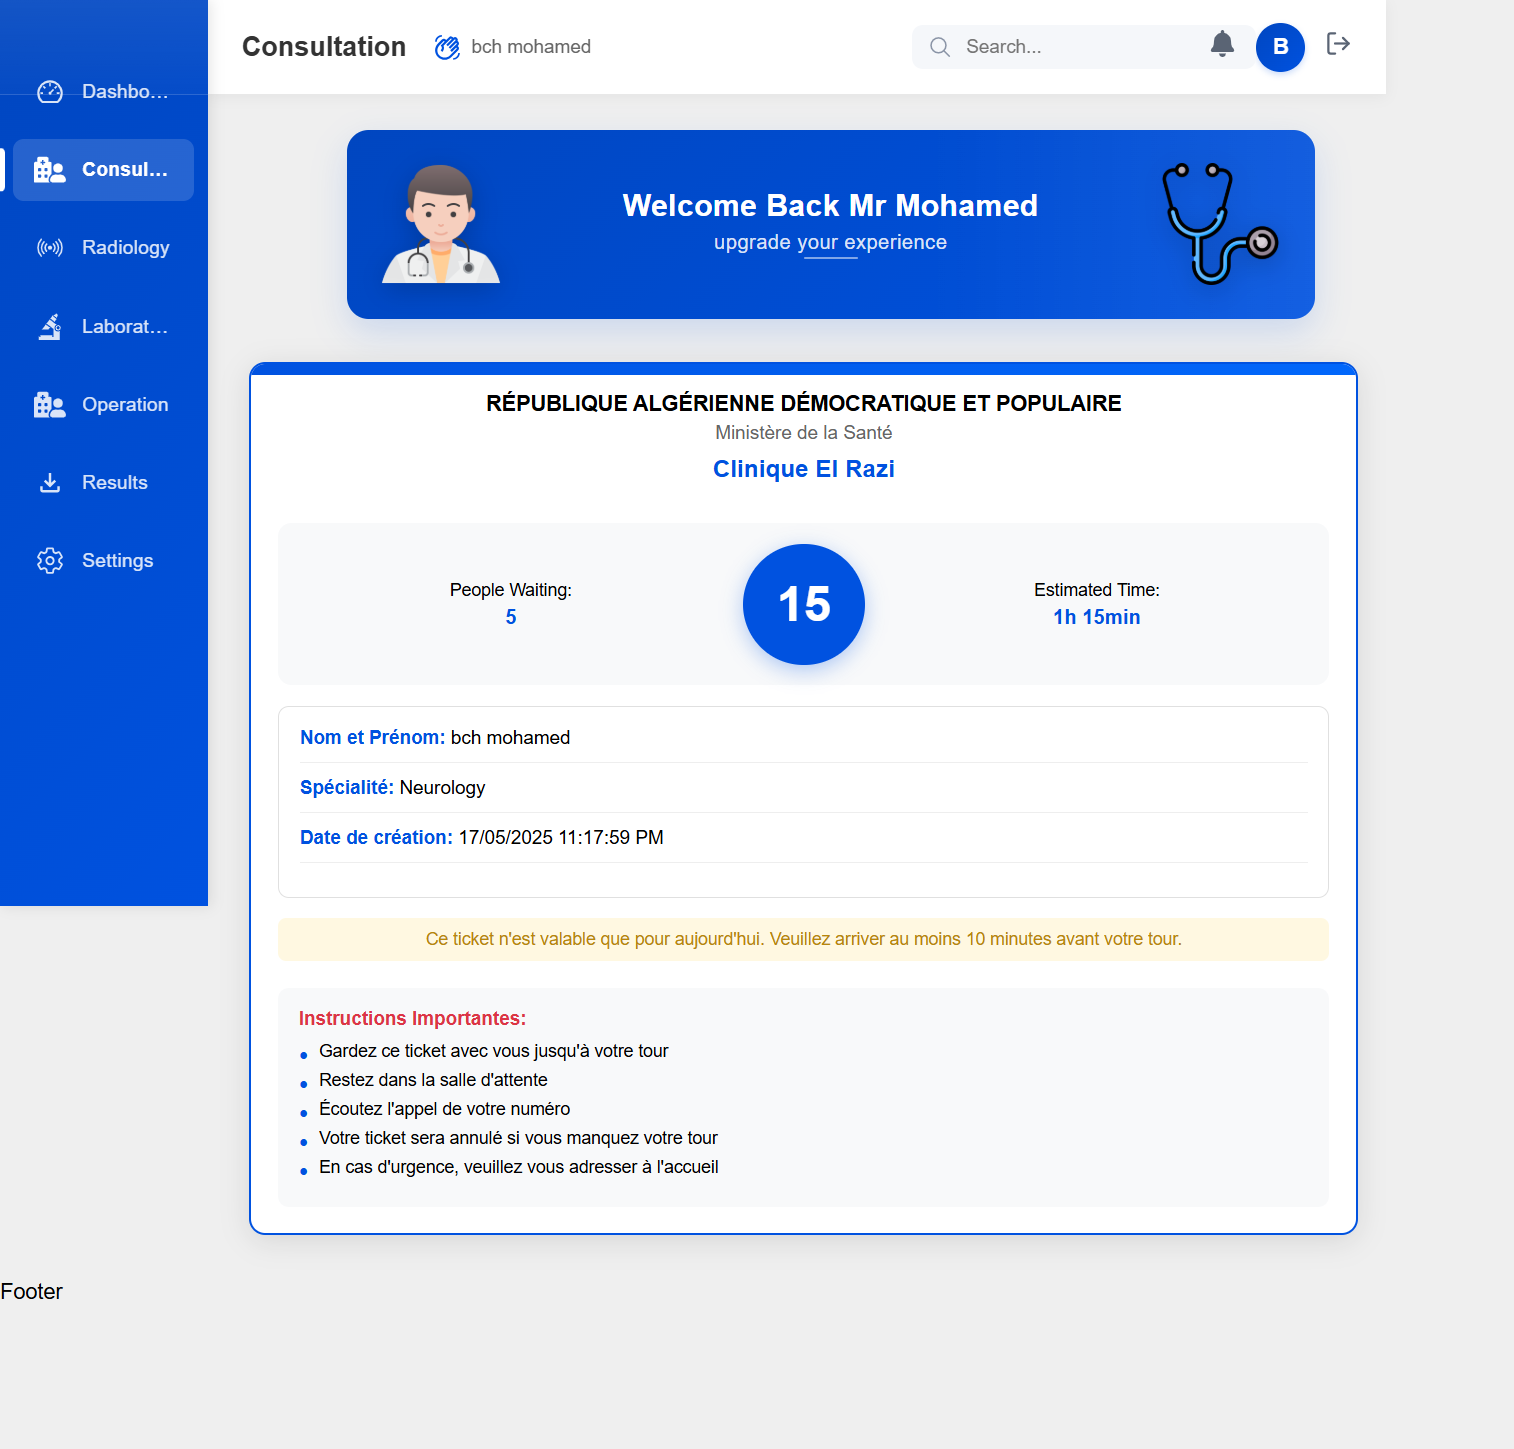 Consultation
bch mohamed
Search...
B
Dashbo...
Consul...
Radiology
Laborat...
Operation
Results
Settings
Welcome Back Mr Mohamed
upgrade your experience
RÉPUBLIQUE ALGÉRIENNE DÉMOCRATIQUE ET POPULAIRE
Ministère de la Santé
Clinique El Razi
People Waiting:
5
15
Estimated Time:
1h 15min
Nom et Prénom: bch mohamed
Spécialité: Neurology
Date de création: 17/05/2025 11:17:59 PM
Ce ticket n'est valable que pour aujourd'hui. Veuillez arriver au moins 10 minutes avant votre tour.
Instructions Importantes:
Gardez ce ticket avec vous jusqu'à votre tour
Restez dans la salle d'attente
Écoutez l'appel de votre numéro
Votre ticket sera annulé si vous manquez votre tour
En cas d'urgence, veuillez vous adresser à l'accueil
Footer